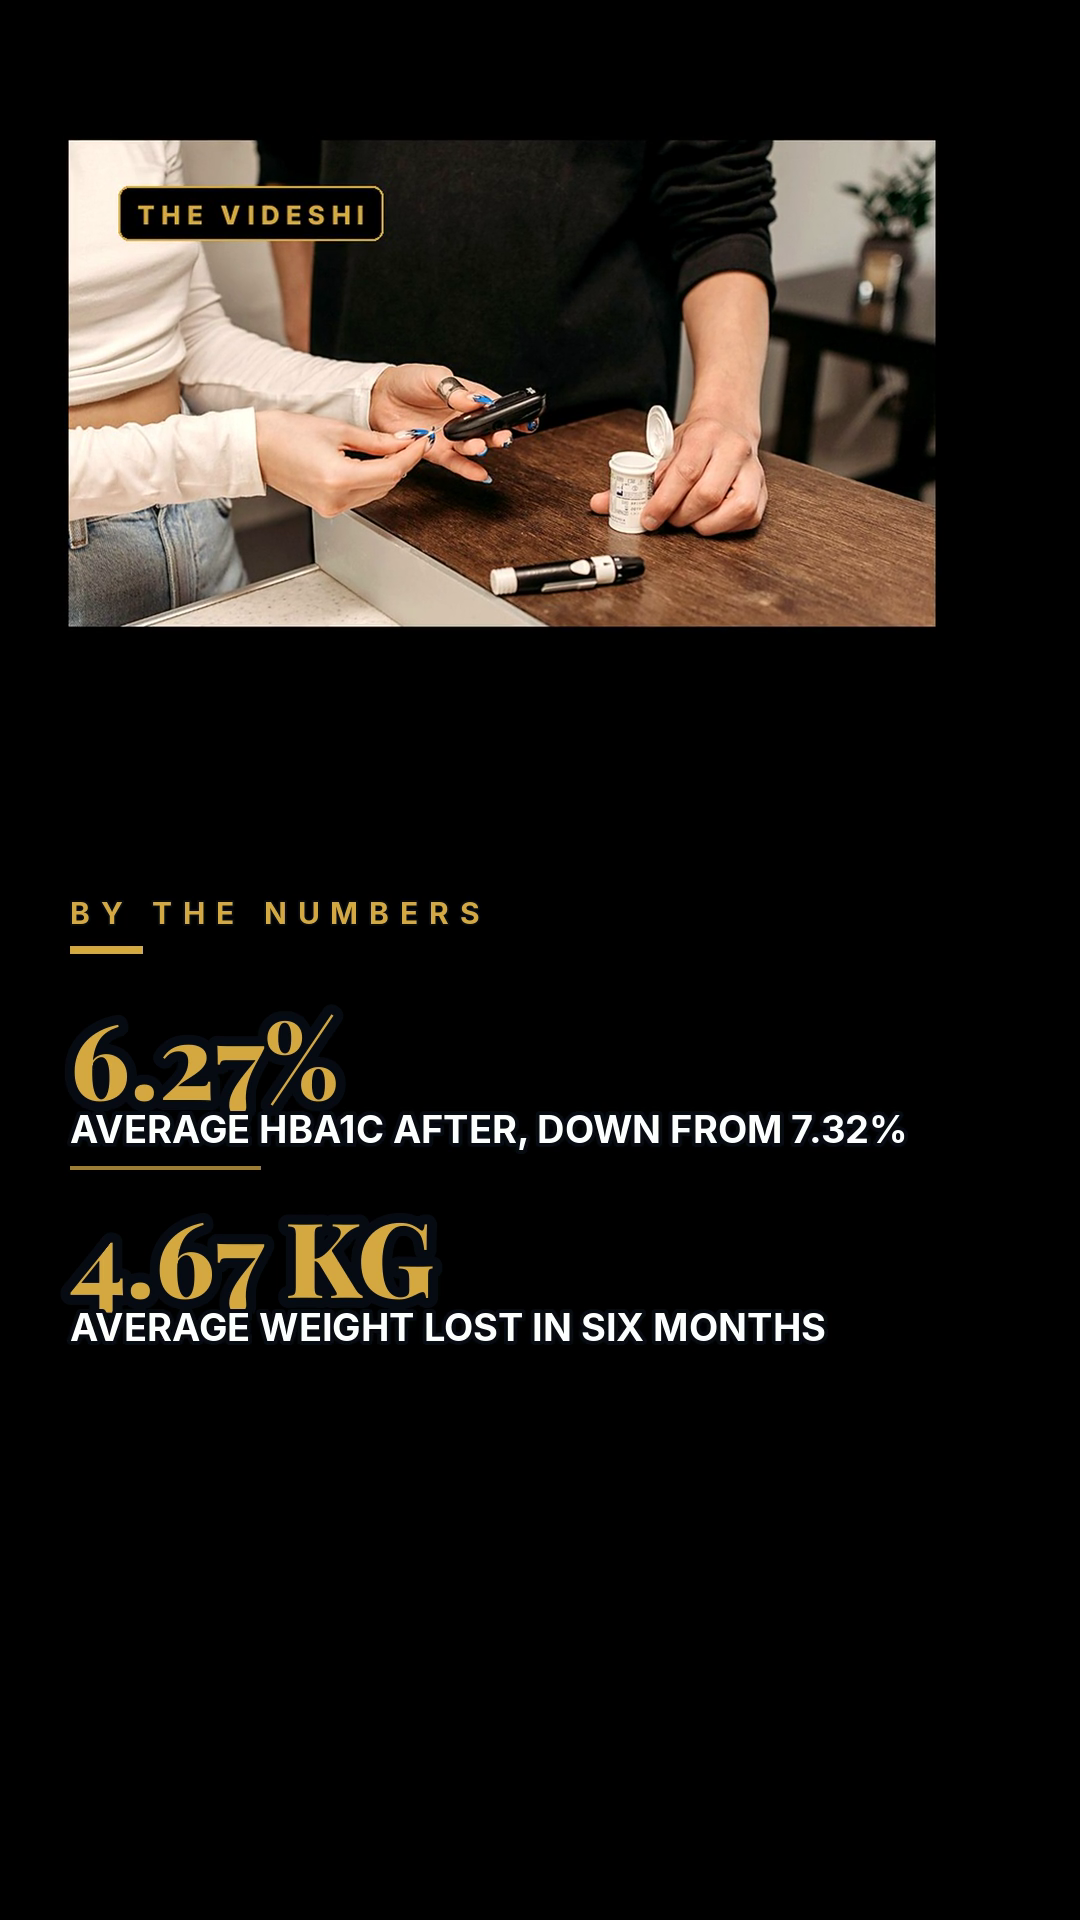 THE VIDESHI
BY THE NUMBERS
6.27%
AVERAGE HBA1C AFTER, DOWN FROM 7.32%
4.67 KG
AVERAGE WEIGHT LOST IN SIX MONTHS